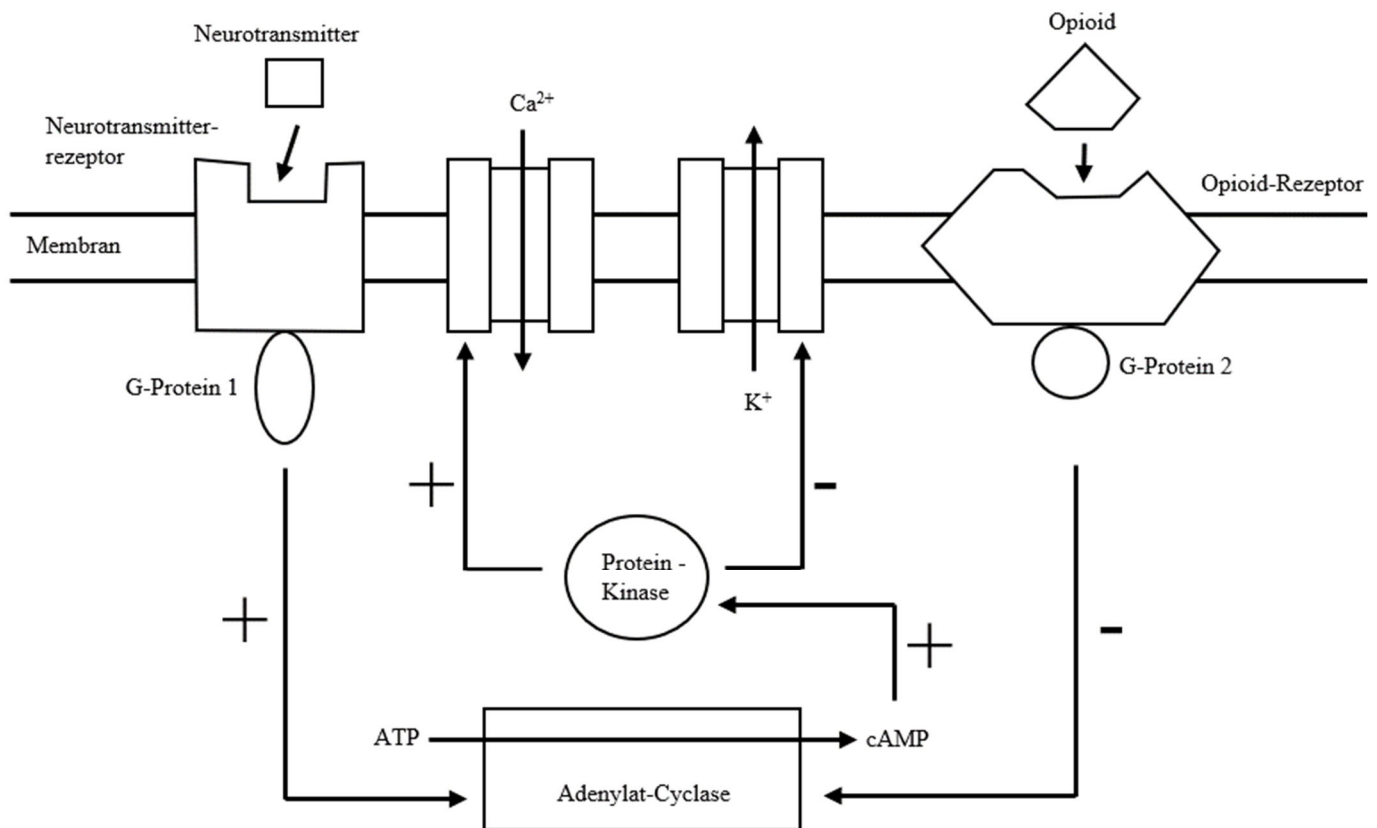 Neurotransmitter
Opioid
Ca²⁺
Neurotransmitter-
rezeptor
Opioid-Rezeptor
Membran
G-Protein 1
G-Protein 2
K⁺
+
-
Protein -
Kinase
+
-
+
ATP
cAMP
Adenylat-Cyclase